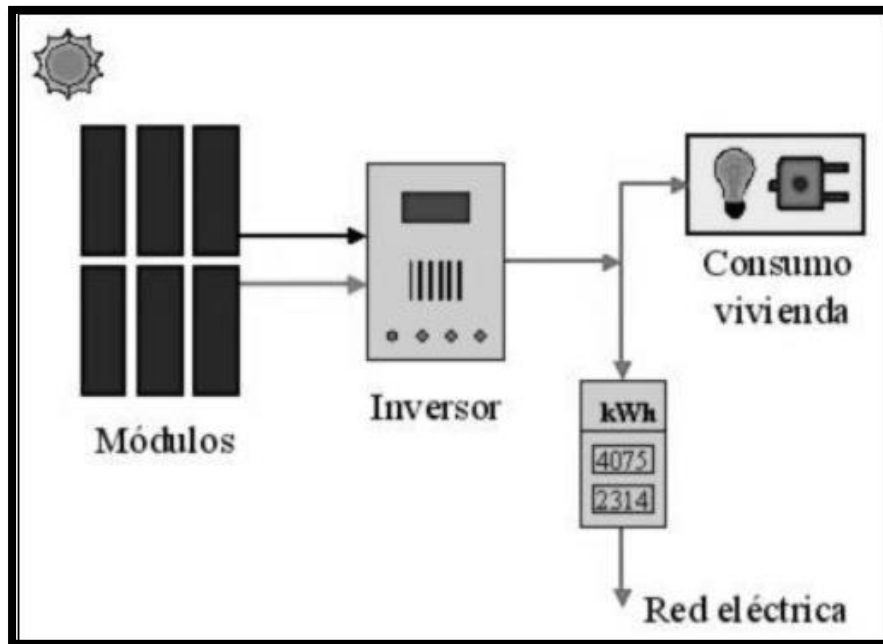 Módulos
Inversor
Consumo
vivienda
kWh
4075
2314
Red eléctrica